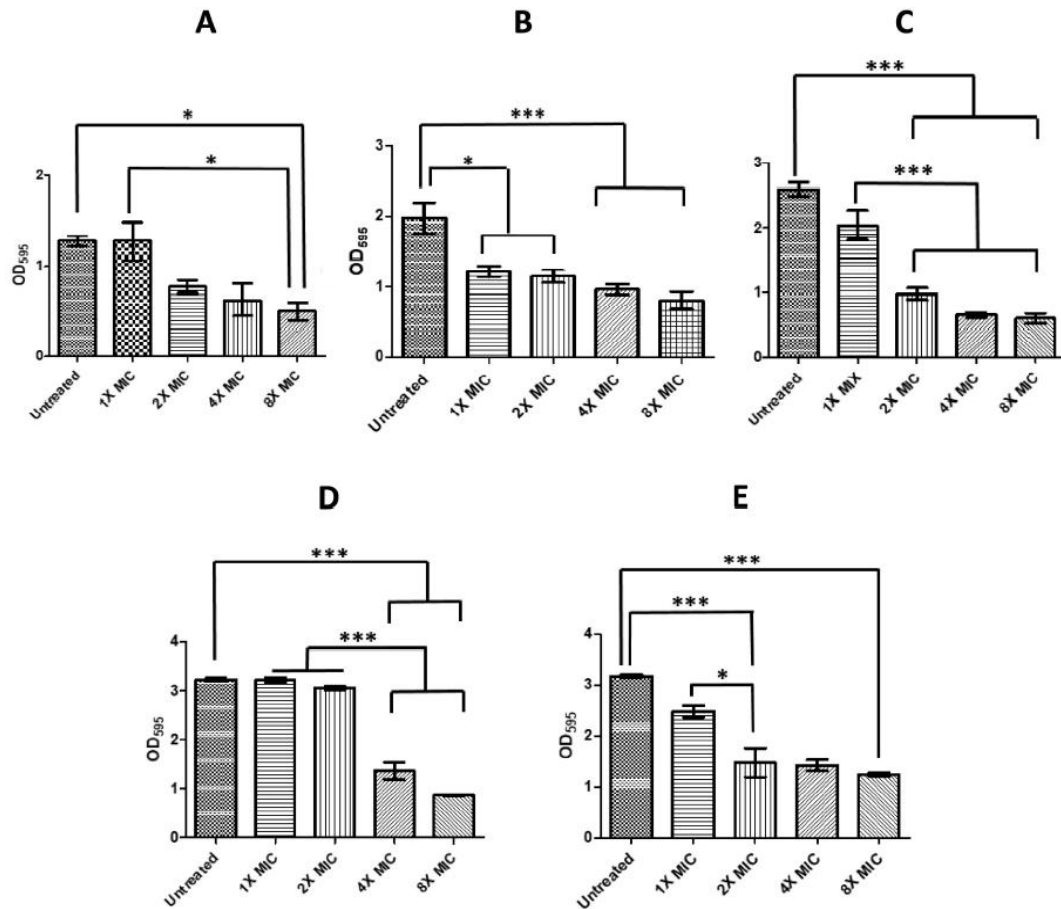 A
B
C
*
*
2
1
0
OD595
Untreated
1X MIC
2X MIC
4X MIC
8X MIC
***
*
3
2
1
0
OD595
Untreated
1X MIC
2X MIC
4X MIC
8X MIC
***
***
3
2
1
0
OD595
Untreated
1X MIX
2X MIC
4X MIC
8X MIC
D
E
***
***
4
3
2
1
0
OD595
Untreated
1X MIC
2X MIC
4X MIC
8X MIC
***
***
*
4
3
2
1
0
OD595
Untreated
1X MIC
2X MIC
4X MIC
8X MIC